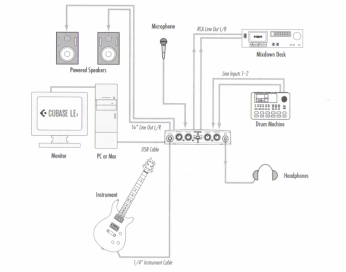 Microphone
RCA Line Out L/R
Powered Speakers
Mixdown Deck
Line Inputs 1-2
CUBASE LE
Drum Machine
¼" Line Out L/R
Monitor
PC or Mac
USB Cable
Headphones
Instrument
1/4" Instrument Cable